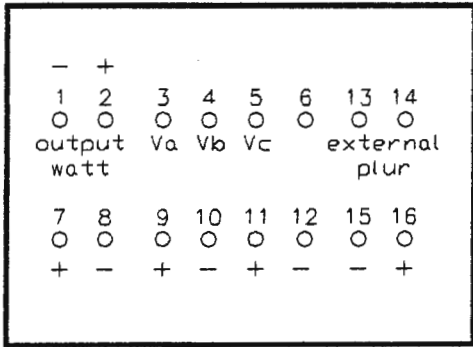 − +
1 2 3 4 5 6 13 14
output Va Vb Vc external
watt plur
7 8 9 10 11 12 15 16
+ − + − + − − +